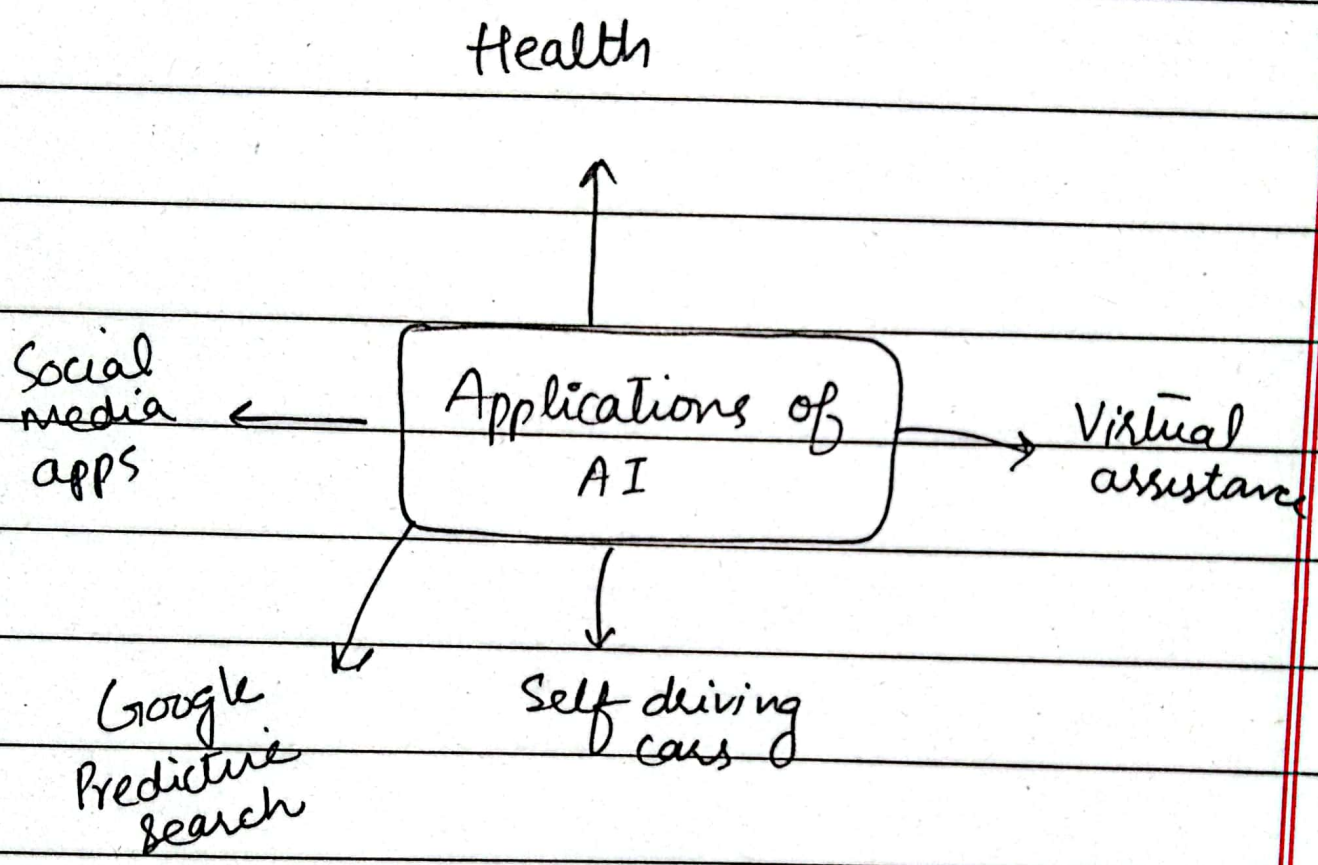 Health
Social
media
apps
Applications of
AI
Virtual
assistance
Google
Predictive
search
Self driving
cars